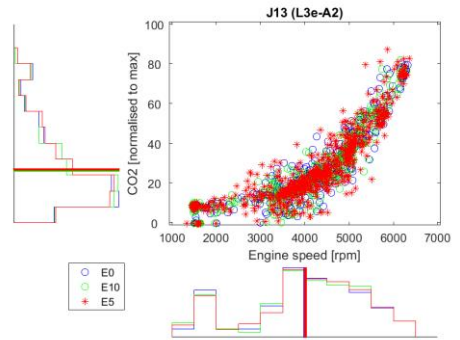 J13 (L3e-A2)
100
80
60
40
20
0
CO2 [normalised to max]
1000 2000 3000 4000 5000 6000 7000
Engine speed [rpm]
E0
E10
E5